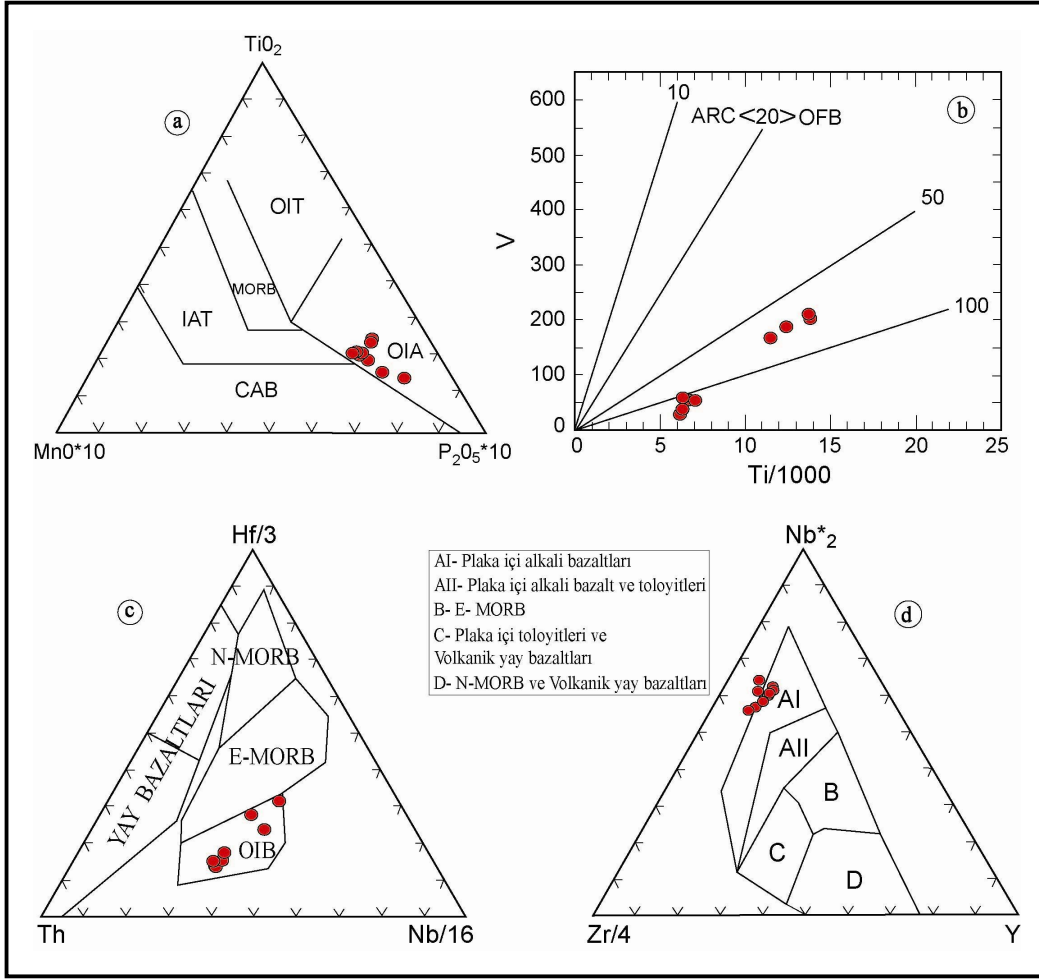 TiO₂
a
OIT
MORB
IAT
OIA
CAB
MnO*10
P₂O₅*10
b
600
500
400
300
200
100
0
V
10
ARC <20> OFB
50
100
0
5
10
15
20
25
Ti/1000
Hf/3
c
N-MORB
YAY BAZALTLARI
E-MORB
OIB
Th
Nb/16
AI- Plaka içi alkali bazaltları
AII- Plaka içi alkali bazalt ve toloyitleri
B- E- MORB
C- Plaka içi toloyitleri ve
Volkanik yay bazaltları
D- N-MORB ve Volkanik yay bazaltları
Nb*2
d
AI
AII
B
C
D
Zr/4
Y